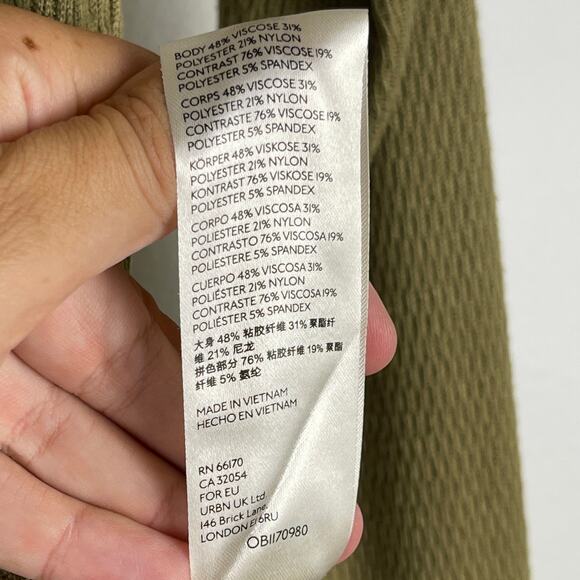 BODY 48% VISCOSE 31%
POLYESTER 21% NYLON
CONTRAST 76% VISCOSE 19%
POLYESTER 5% SPANDEX
CORPS 48% VISCOSE 31%
POLYESTER 21% NYLON
CONTRASTE 76% VISCOSE 19%
POLYESTER 5% SPANDEX
KÖRPER 48% VISKOSE 31%
POLYESTER 21% NYLON
KONTRAST 76% VISKOSE 19%
POLYESTER 5% SPANDEX
CORPO 48% VISCOSA 31%
POLIESTERE 21% NYLON
CONTRASTO 76% VISCOSA 19%
POLIESTERE 5% SPANDEX
CUERPO 48% VISCOSA 31%
POLIÉSTER 21% NYLON
CONTRASTE 76% VISCOSA 19%
POLIÉSTER 5% SPANDEX
大身 48% 粘胶纤维 31% 聚酯纤
维 21% 尼龙
拼色部分 76% 粘胶纤维 19% 聚酯
纤维 5% 氨纶
MADE IN VIETNAM
HECHO EN VIETNAM
RN 66170
CA 32054
FOR EU
URBN UK Ltd
146 Brick Lane
LONDON E1 6RU
OB1170980